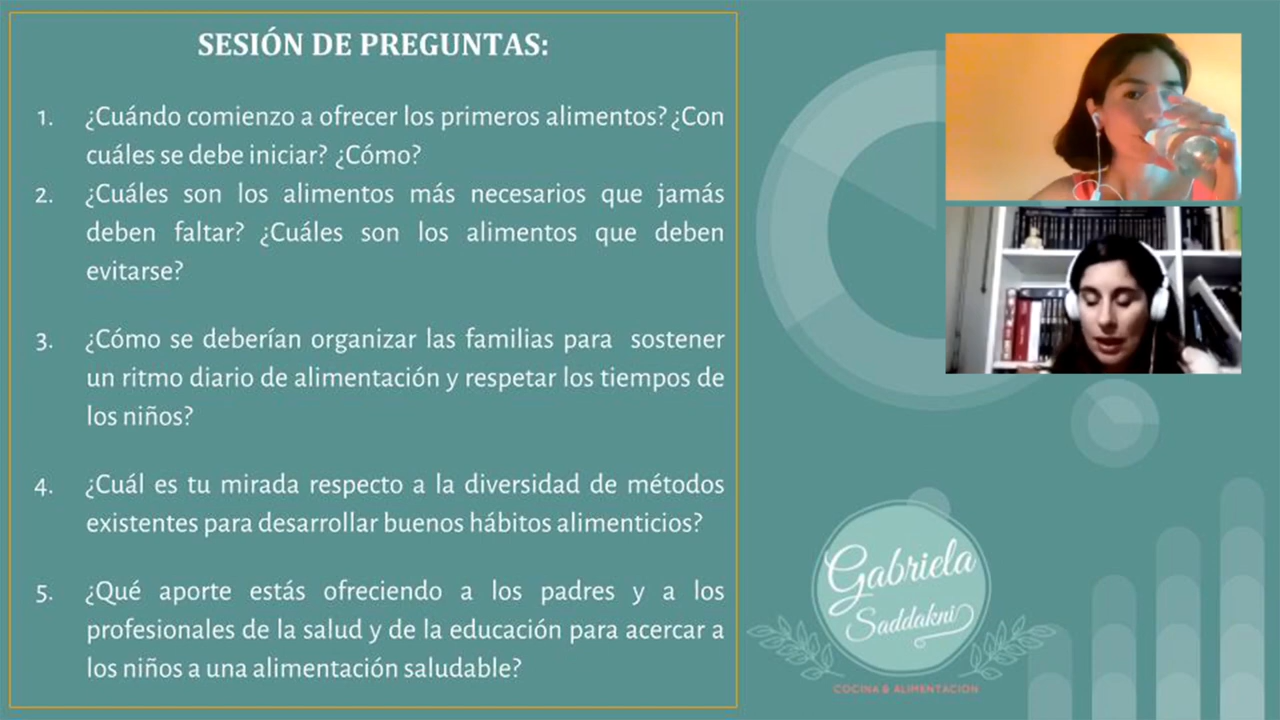 SESIÓN DE PREGUNTAS:
1. ¿Cuándo comienzo a ofrecer los primeros alimentos? ¿Con
cuáles se debe iniciar? ¿Cómo?
2. ¿Cuáles son los alimentos más necesarios que jamás
deben faltar? ¿Cuáles son los alimentos que deben
evitarse?
3. ¿Cómo se deberían organizar las familias para sostener
un ritmo diario de alimentación y respetar los tiempos de
los niños?
4. ¿Cuál es tu mirada respecto a la diversidad de métodos
existentes para desarrollar buenos hábitos alimenticios?
5. ¿Qué aporte estás ofreciendo a los padres y a los
profesionales de la salud y de la educación para acercar a
los niños a una alimentación saludable?
Gabriela
Saddakni
COCINA & ALIMENTACION